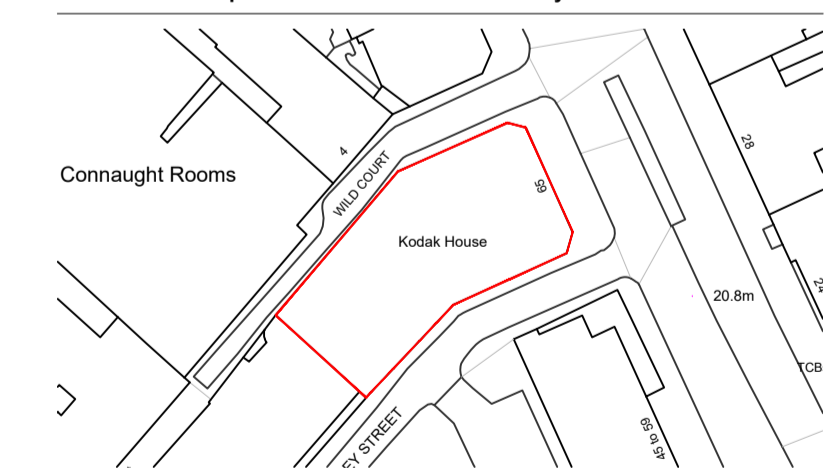 28
4
Connaught Rooms
WILD COURT
65
Kodak House
20.8m
24
TCB
EY STREET
45 to 59